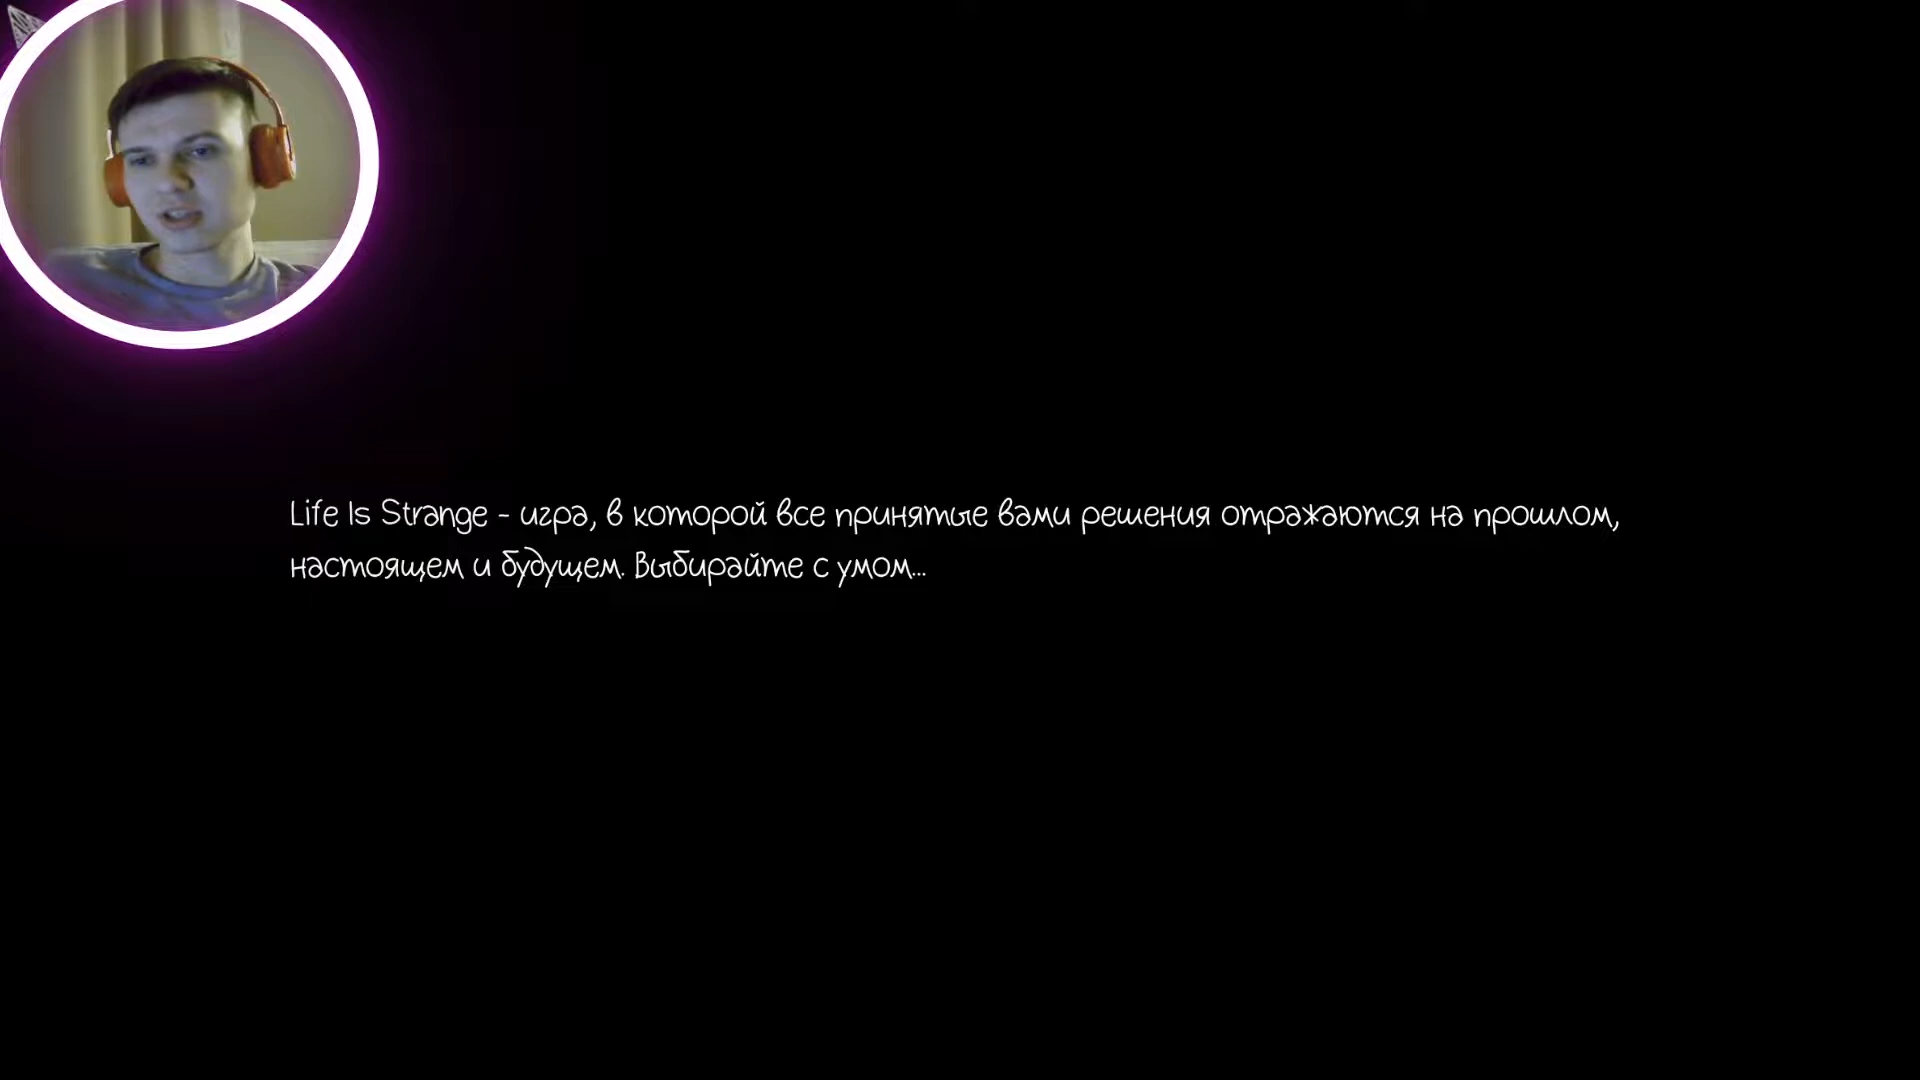 Life Is Strange - игра, в которой все принятые вами решения отражаются на прошлом,
настоящем и будущем. Выбирайте с умом...